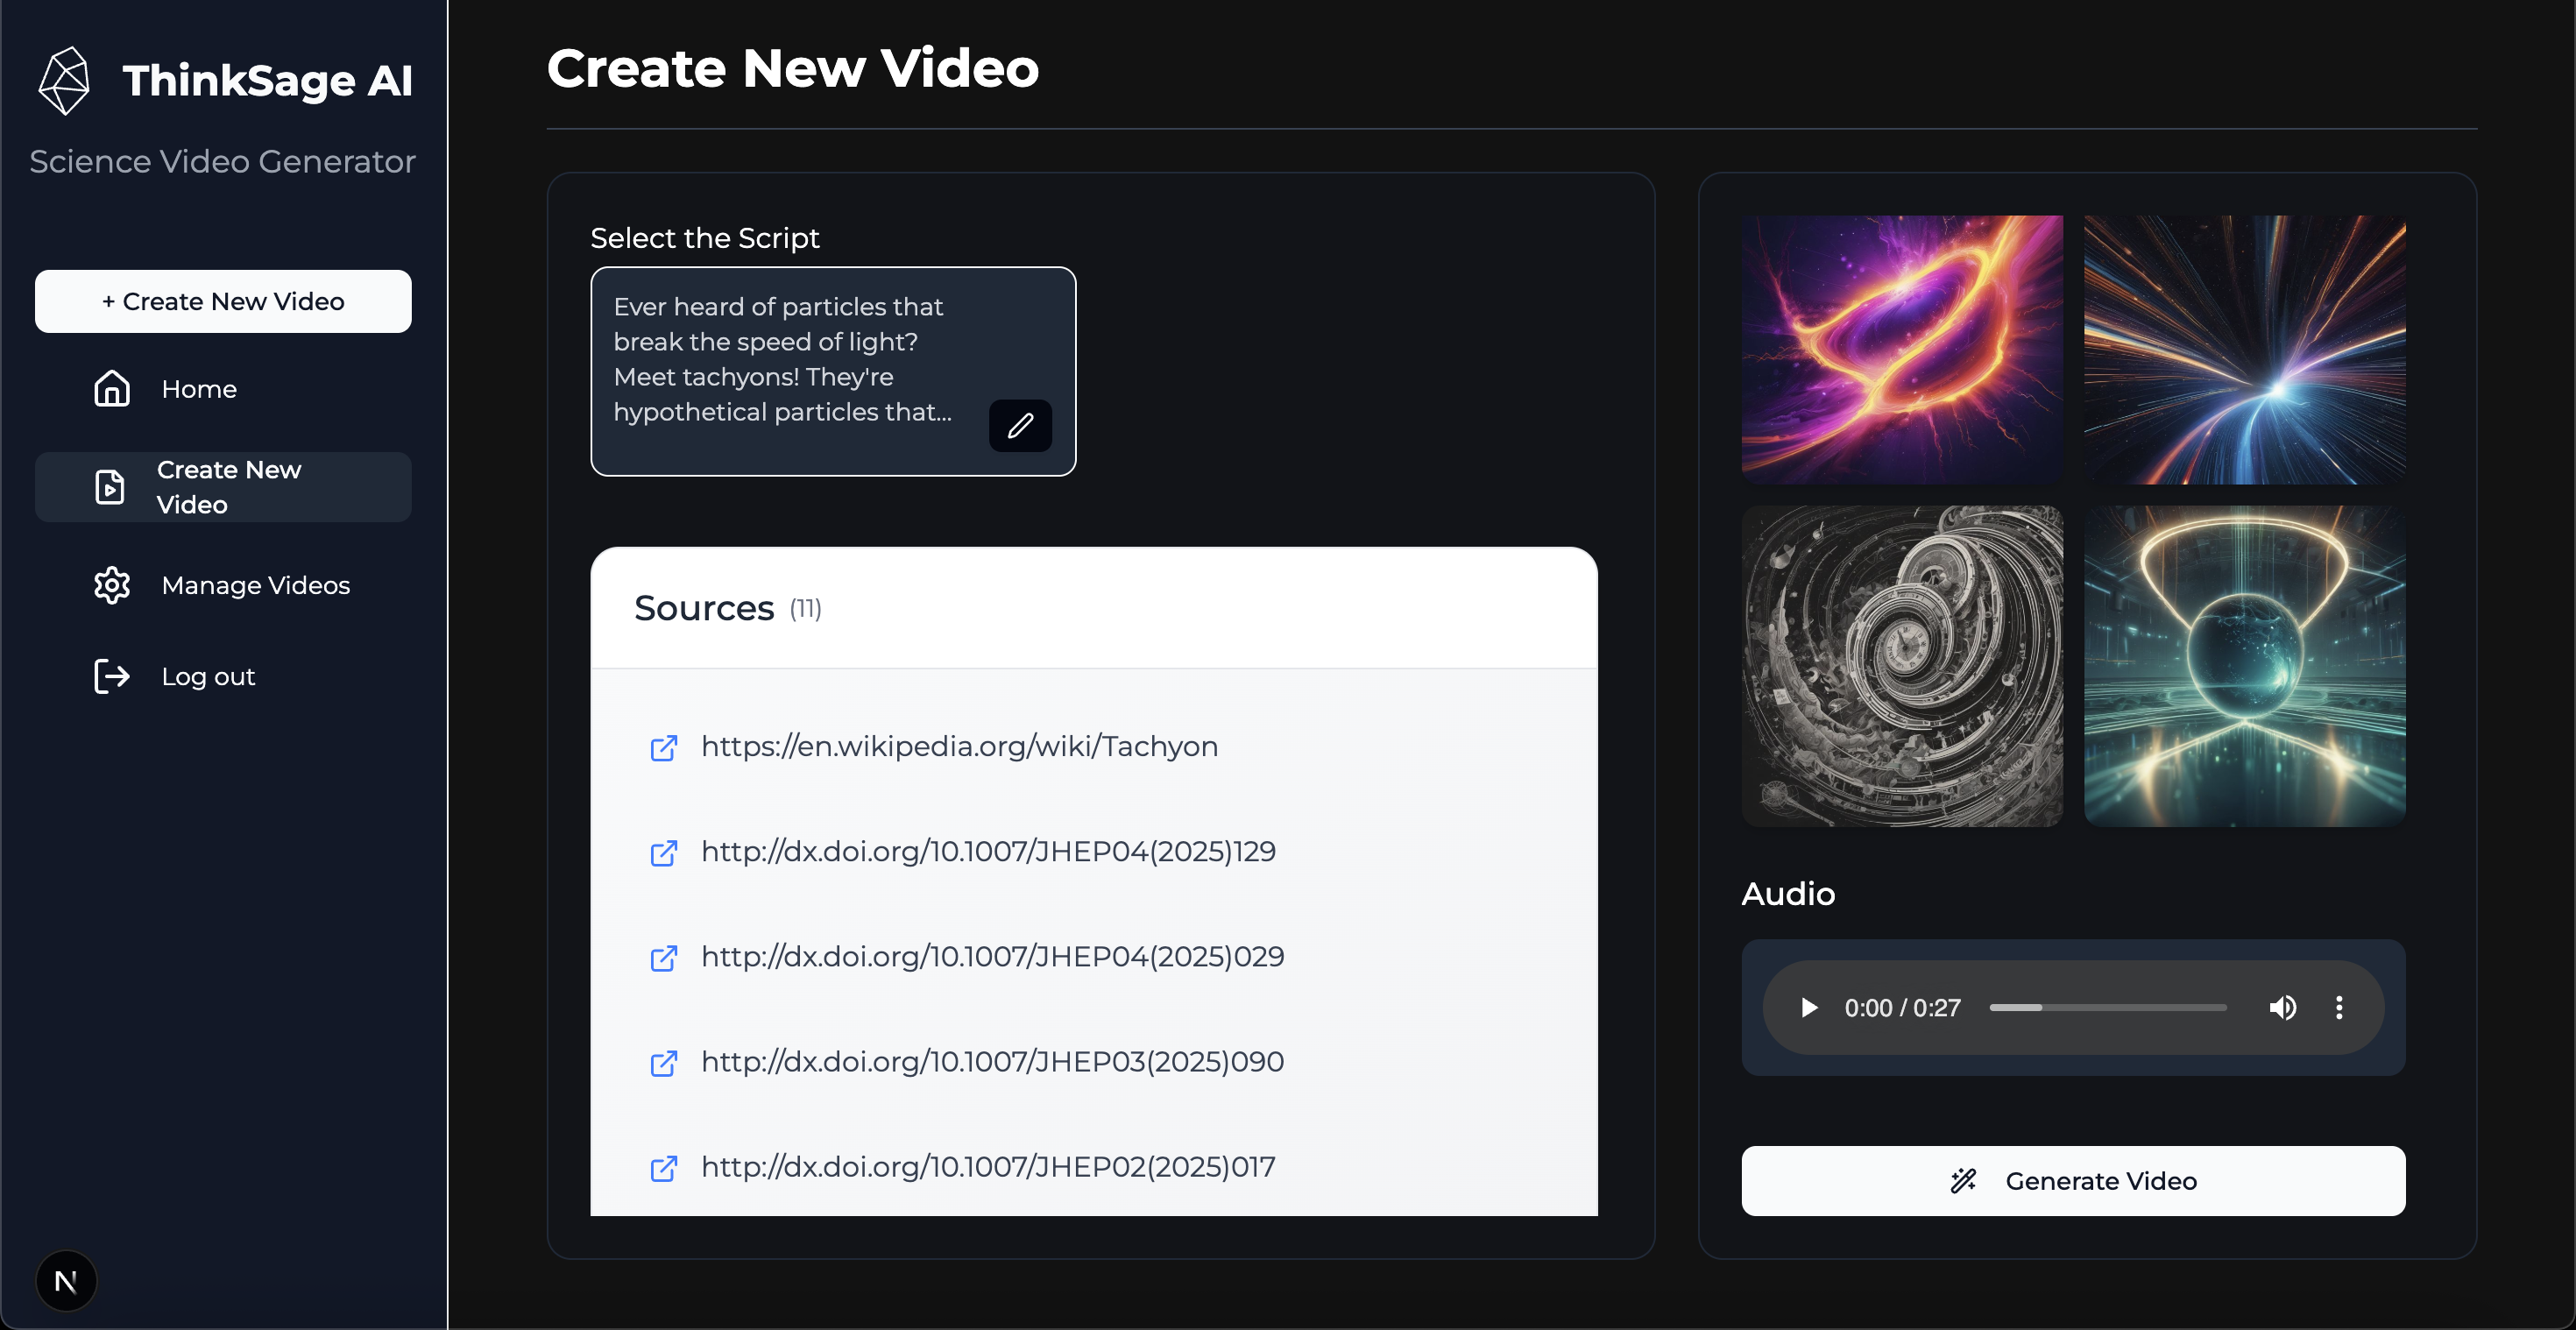 ThinkSage AI
Science Video Generator
+ Create New Video
Home
Create New
Video
Manage Videos
Log out
N
Create New Video
Select the Script
Ever heard of particles that
break the speed of light?
Meet tachyons! They're
hypothetical particles that...
Sources (11)
https://en.wikipedia.org/wiki/Tachyon
http://dx.doi.org/10.1007/JHEP04(2025)129
http://dx.doi.org/10.1007/JHEP04(2025)029
http://dx.doi.org/10.1007/JHEP03(2025)090
http://dx.doi.org/10.1007/JHEP02(2025)017
Audio
0:00 / 0:27
Generate Video